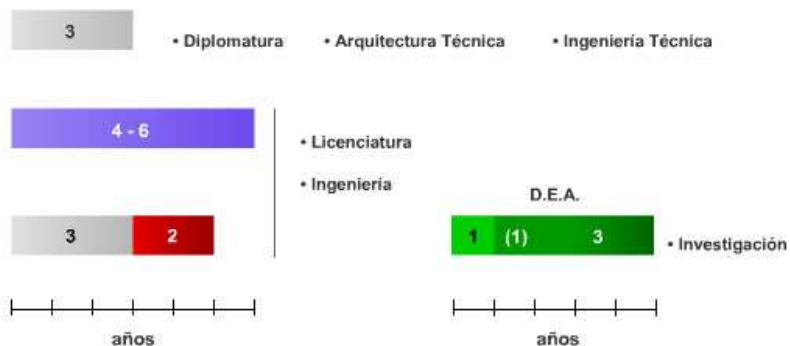 3
• Diplomatura • Arquitectura Técnica • Ingeniería Técnica
4 - 6
• Licenciatura
• Ingeniería
3 2
D.E.A.
1 (1) 3
• Investigación
años años